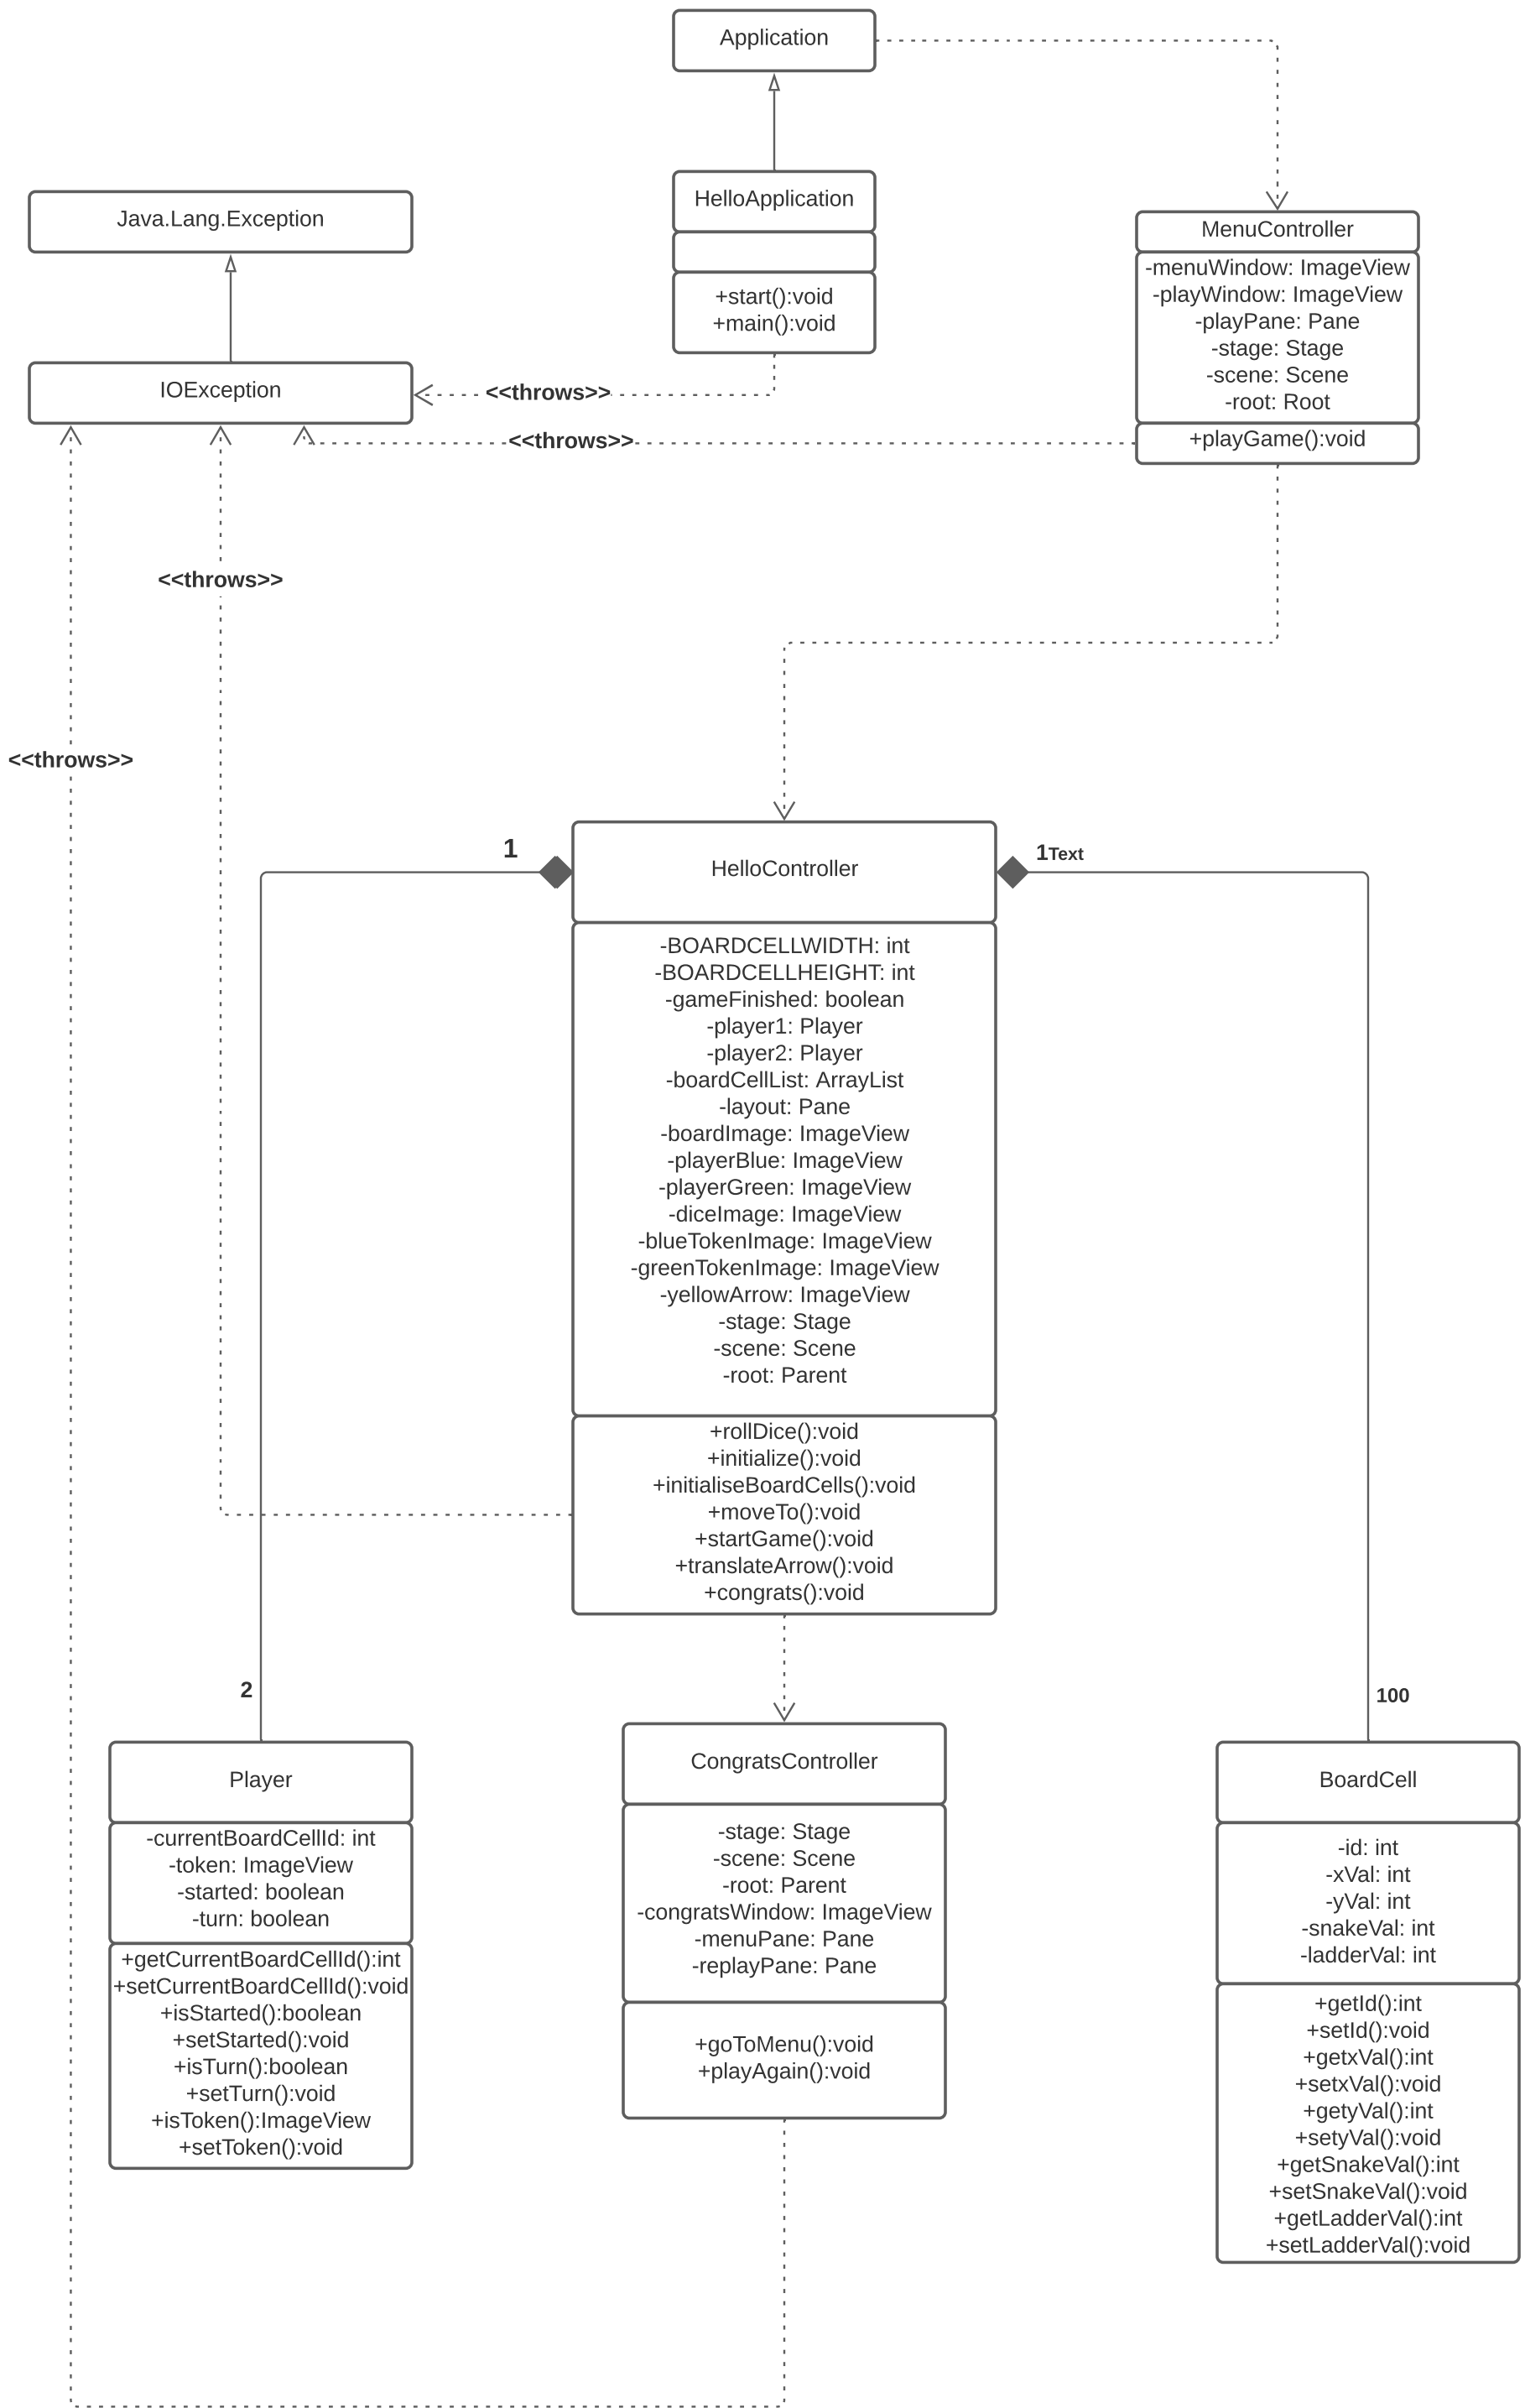 Application
HelloApplication
+start():void
+main():void
Java.Lang.Exception
IOException
MenuController
-menuWindow: ImageView
-playWindow: ImageView
-playPane: Pane
-stage: Stage
-scene: Scene
-root: Root
+playGame():void
<<throws>>
<<throws>>
<<throws>>
<<throws>>
1
HelloController
1Text
-BOARDCELLWIDTH: int
-BOARDCELLHEIGHT: int
-gameFinished: boolean
-player1: Player
-player2: Player
-boardCellList: ArrayList
-layout: Pane
-boardImage: ImageView
-playerBlue: ImageView
-playerGreen: ImageView
-diceImage: ImageView
-blueTokenImage: ImageView
-greenTokenImage: ImageView
-yellowArrow: ImageView
-stage: Stage
-scene: Scene
-root: Parent
+rollDice():void
+initialize():void
+initialiseBoardCells():void
+moveTo():void
+startGame():void
+translateArrow():void
+congrats():void
2
100
Player
-currentBoardCellId: int
-token: ImageView
-started: boolean
-turn: boolean
+getCurrentBoardCellId():int
+setCurrentBoardCellId():void
+isStarted():boolean
+setStarted():void
+isTurn():boolean
+setTurn():void
+isToken():ImageView
+setToken():void
CongratsController
-stage: Stage
-scene: Scene
-root: Parent
-congratsWindow: ImageView
-menuPane: Pane
-replayPane: Pane
+goToMenu():void
+playAgain():void
BoardCell
-id: int
-xVal: int
-yVal: int
-snakeVal: int
-ladderVal: int
+getId():int
+setId():void
+getxVal():int
+setxVal():void
+getyVal():int
+setyVal():void
+getSnakeVal():int
+setSnakeVal():void
+getLadderVal():int
+setLadderVal():void